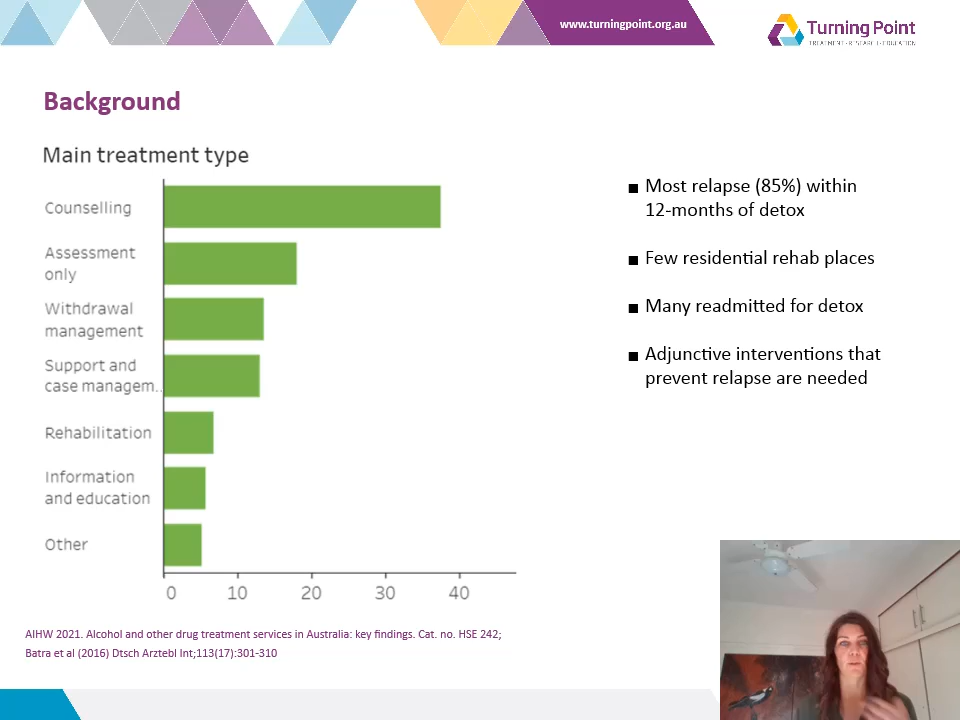 www.turningpoint.org.au
Turning Point
TREATMENT • RESEARCH • EDUCATION
Background
Main treatment type
Counselling
Assessment
only
Withdrawal
management
Support and
case managem..
Rehabilitation
Information
and education
Other
0 10 20 30 40
■ Most relapse (85%) within
12-months of detox
■ Few residential rehab places
■ Many readmitted for detox
■ Adjunctive interventions that
prevent relapse are needed
AIHW 2021. Alcohol and other drug treatment services in Australia: key findings. Cat. no. HSE 242;
Batra et al (2016) Dtsch Arztebl Int;113(17):301-310